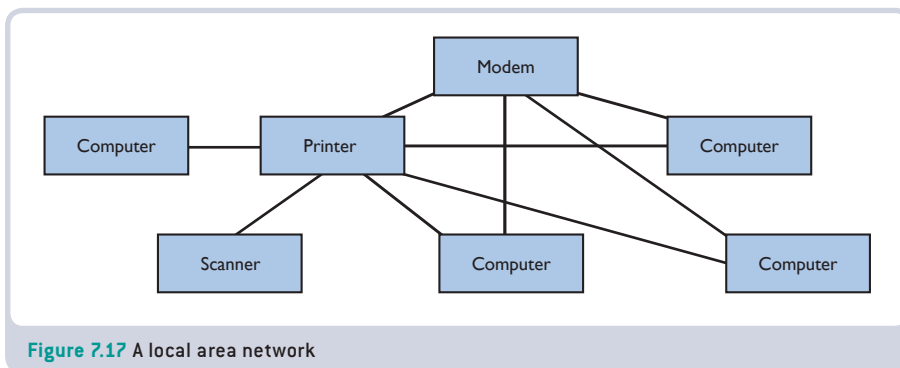 Modem
Computer
Printer
Computer
Scanner
Computer
Computer
Figure 7.17 A local area network